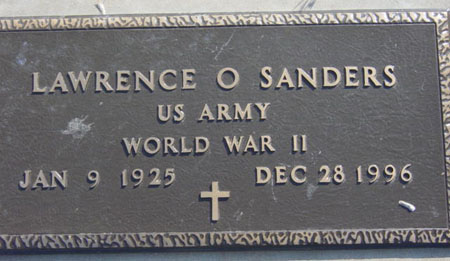 LAWRENCE O SANDERS
US ARMY
WORLD WAR II
JAN 9 1925 DEC 28 1996